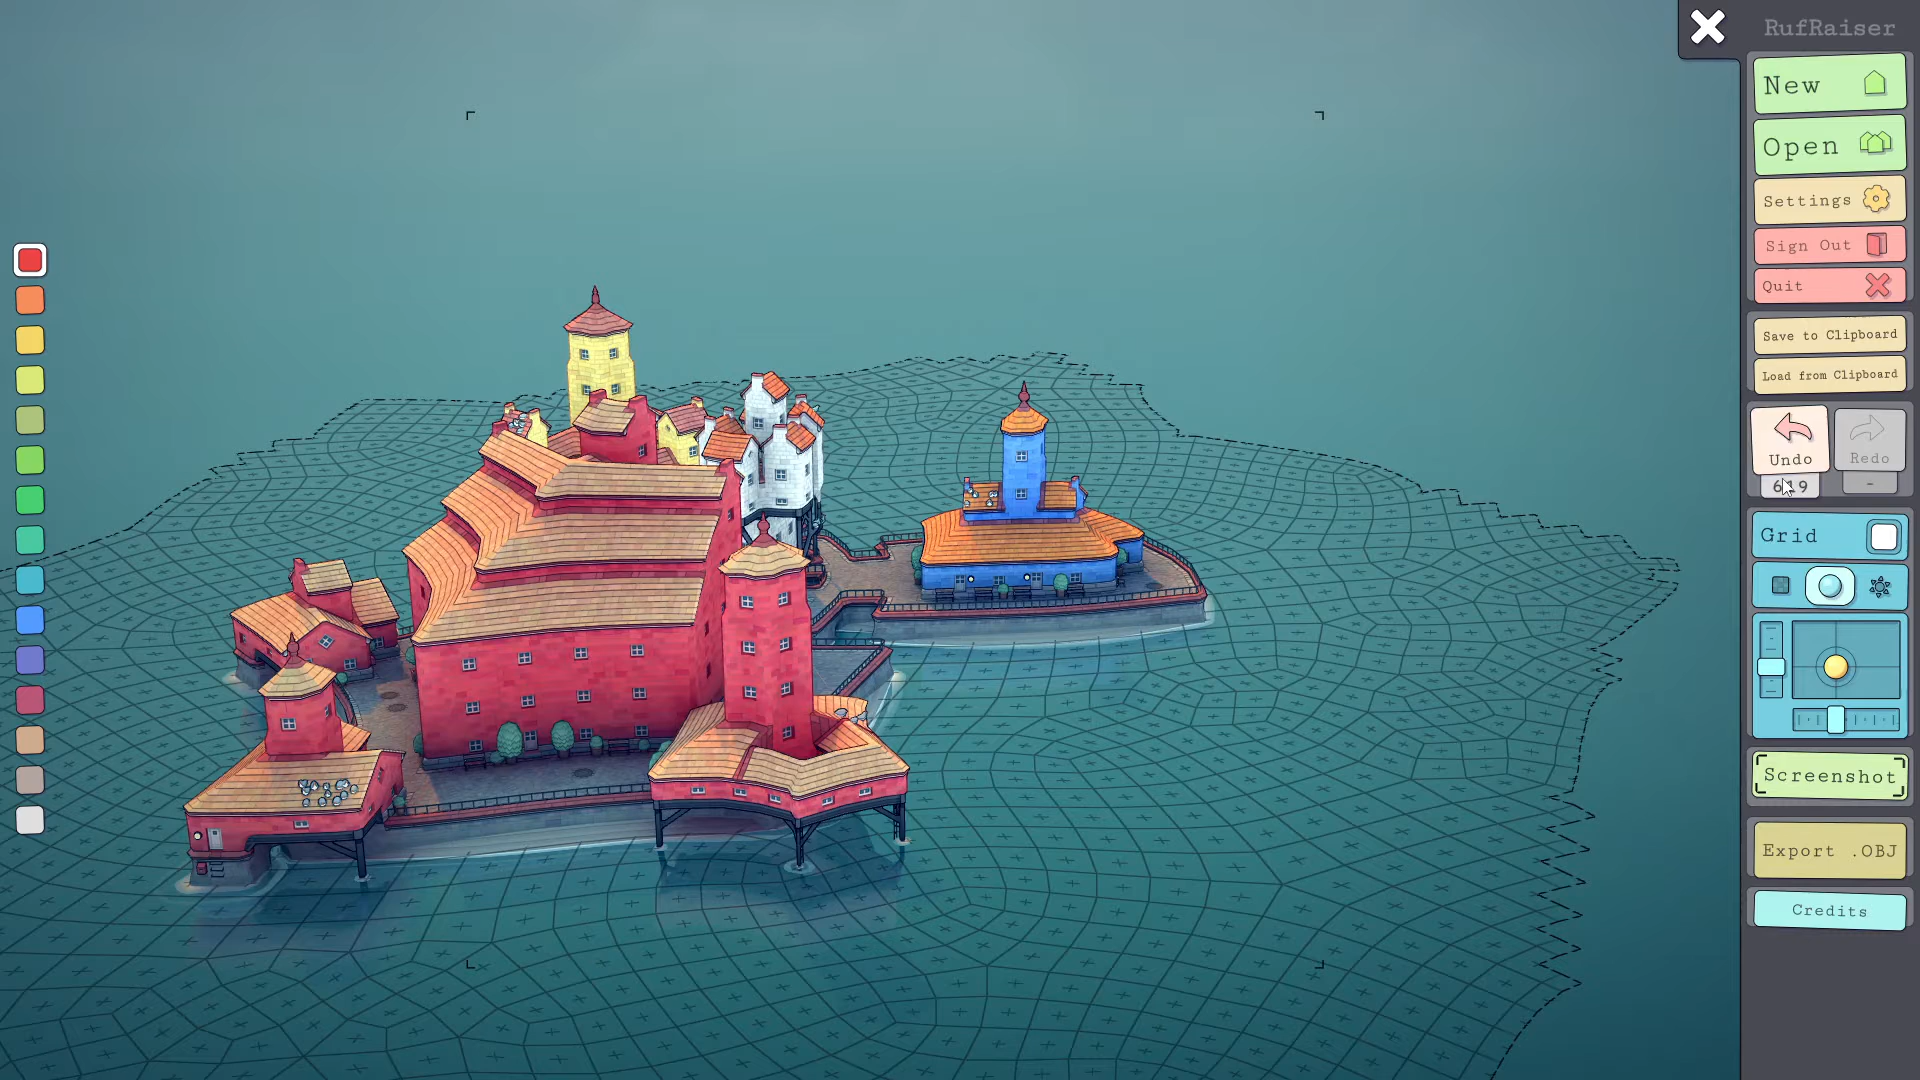 RufRaiser
New
Open
Settings
Sign Out
Quit
Save to Clipboard
Load from Clipboard
Undo
Redo
-
Grid
Screenshot
Export .OBJ
Credits